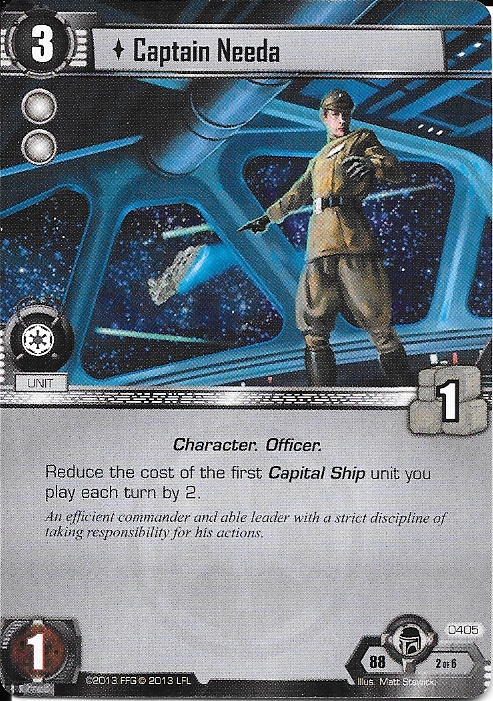 3
Captain Needa
UNIT
1
Character. Officer.
Reduce the cost of the first Capital Ship unit you
play each turn by 2.
An efficient commander and able leader with a strict discipline of
taking responsibility for his actions.
1
0405
88
2 OF 6
©2013 FFG © 2013 LFL
Illus. Matt Stawicki